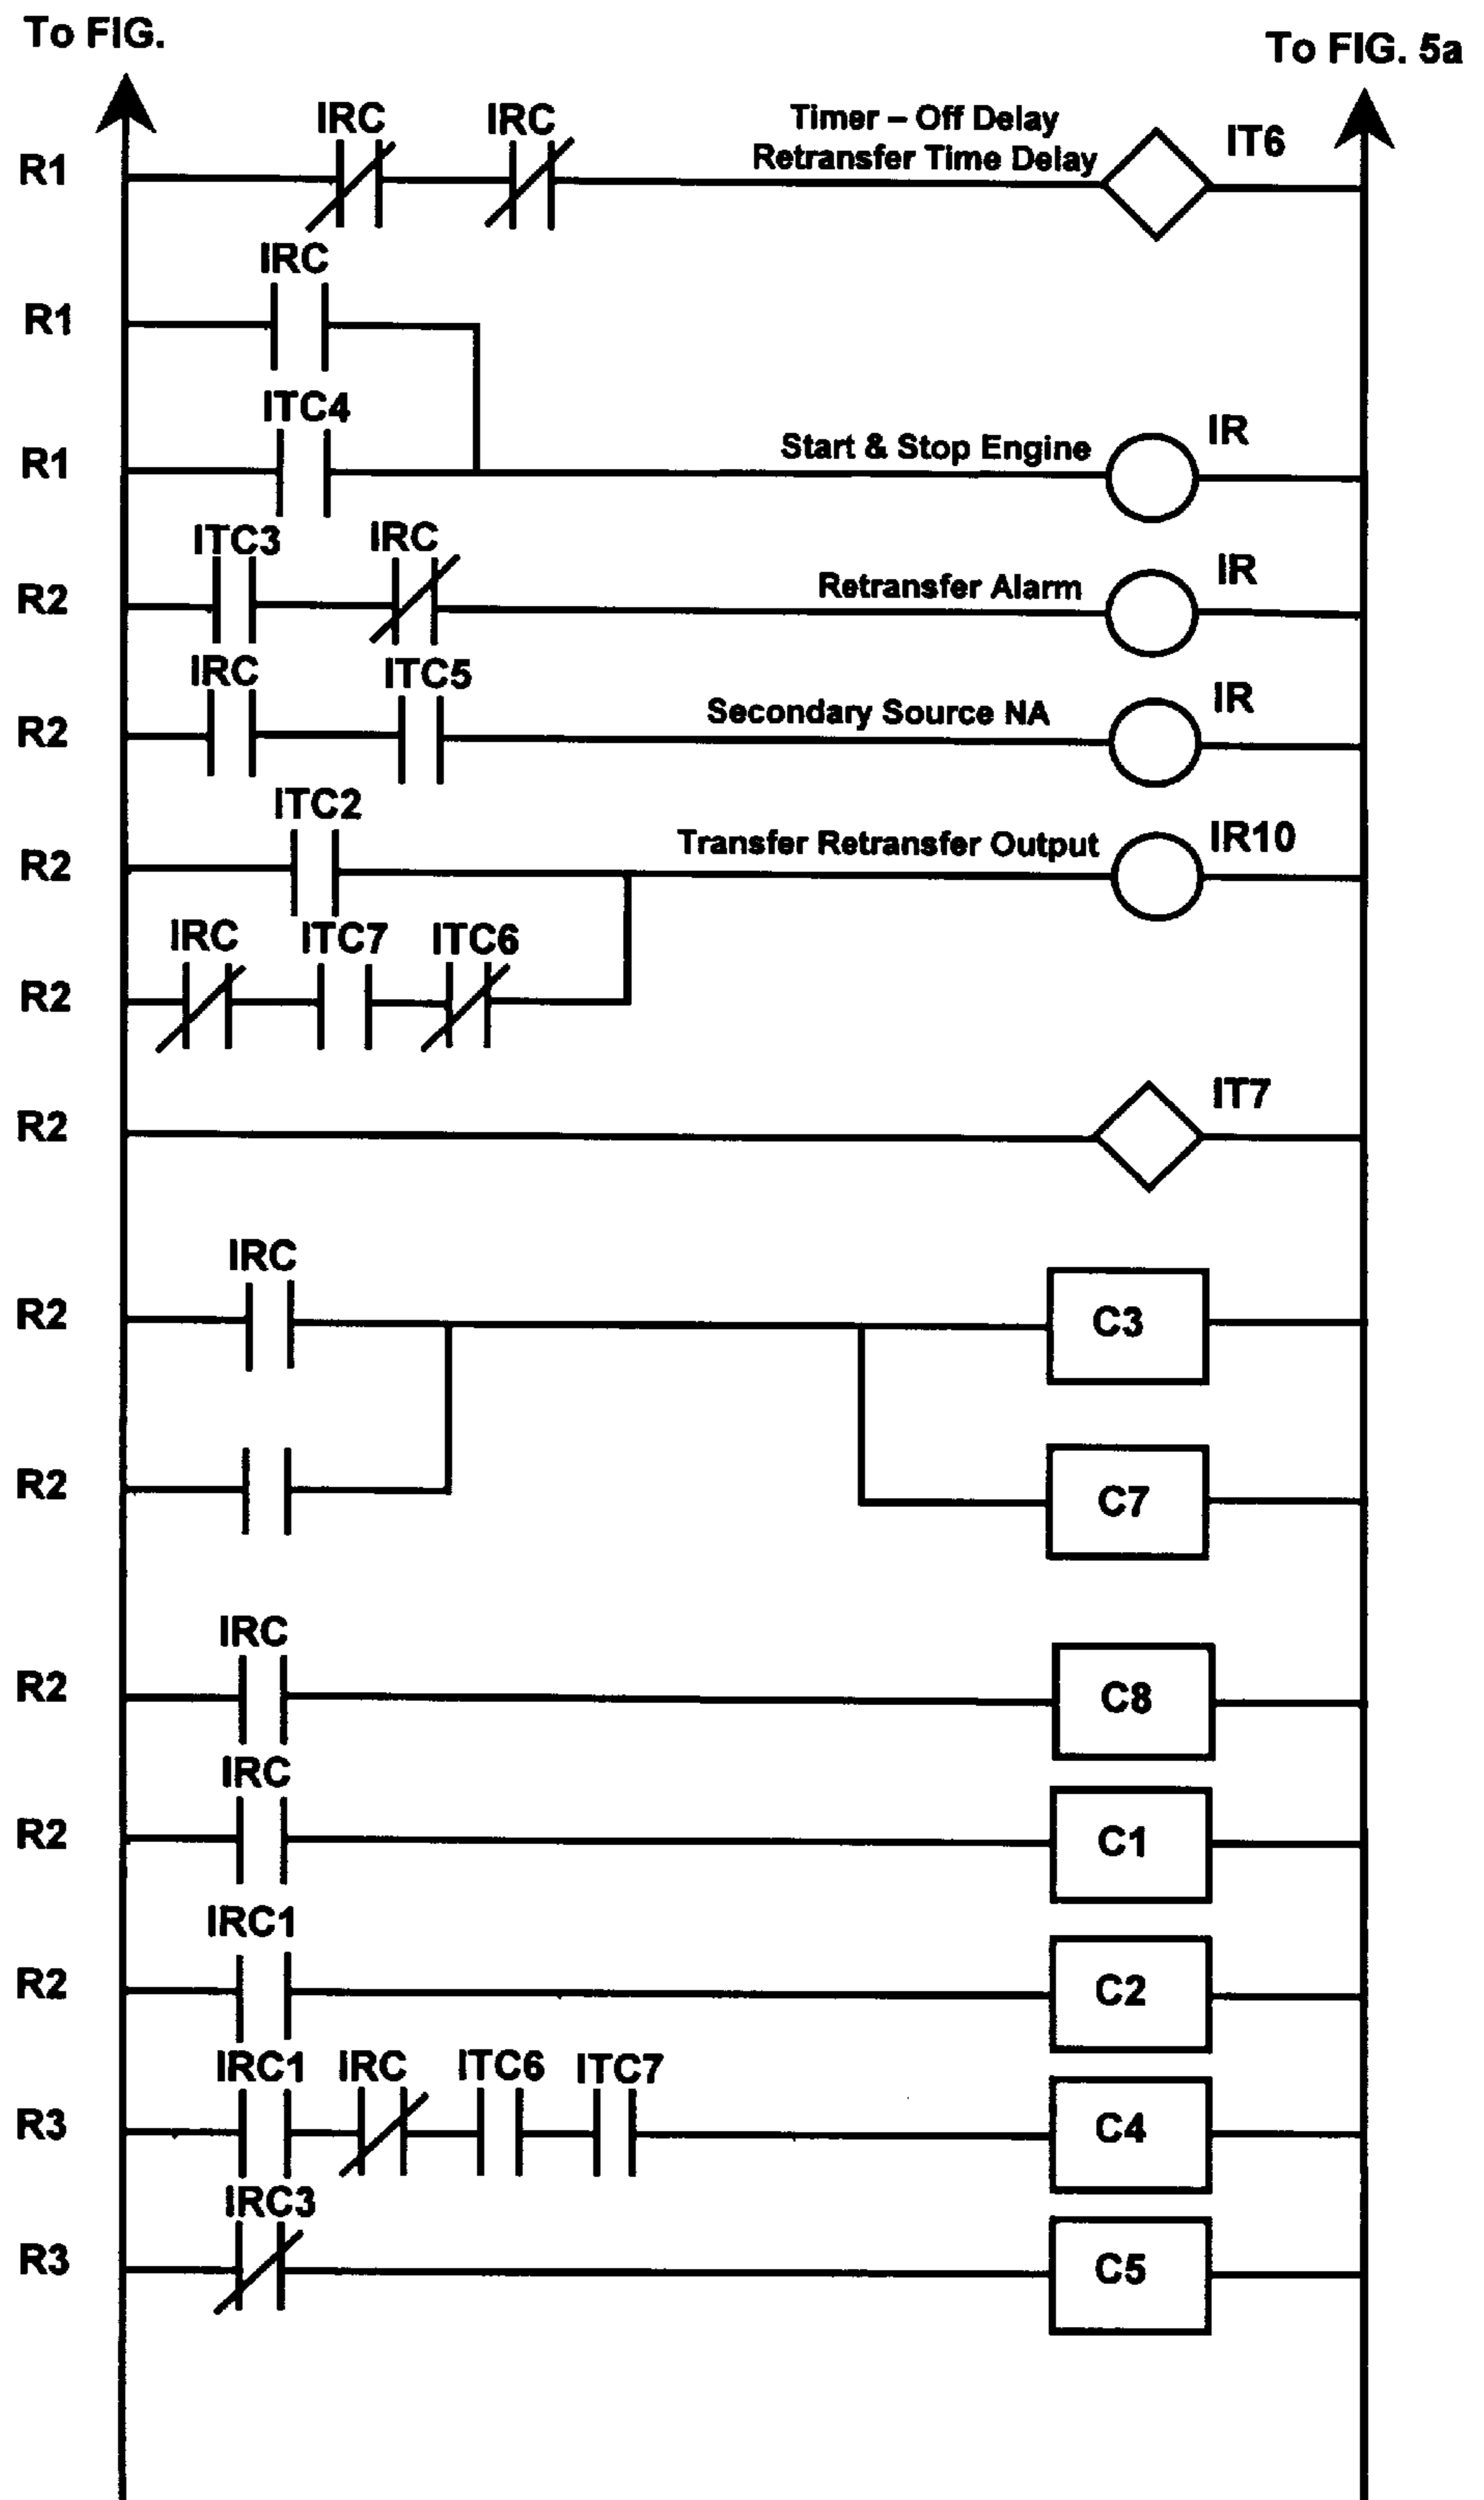 To FIG.
To FIG. 5a
IRC
IRC
Timer – Off Delay
Retransfer Time Delay
IT6
R1
IRC
R1
ITC4
R1
Start & Stop Engine
IR
ITC3
IRC
R2
Retransfer Alarm
IR
IRC
ITC5
R2
Secondary Source NA
IR
ITC2
R2
Transfer Retransfer Output
IR10
IRC
ITC7
ITC6
R2
R2
IT7
IRC
R2
C3
R2
C7
IRC
R2
C8
IRC
R2
C1
IRC1
R2
C2
IRC1
IRC
ITC6
ITC7
R3
C4
IRC3
R3
C5